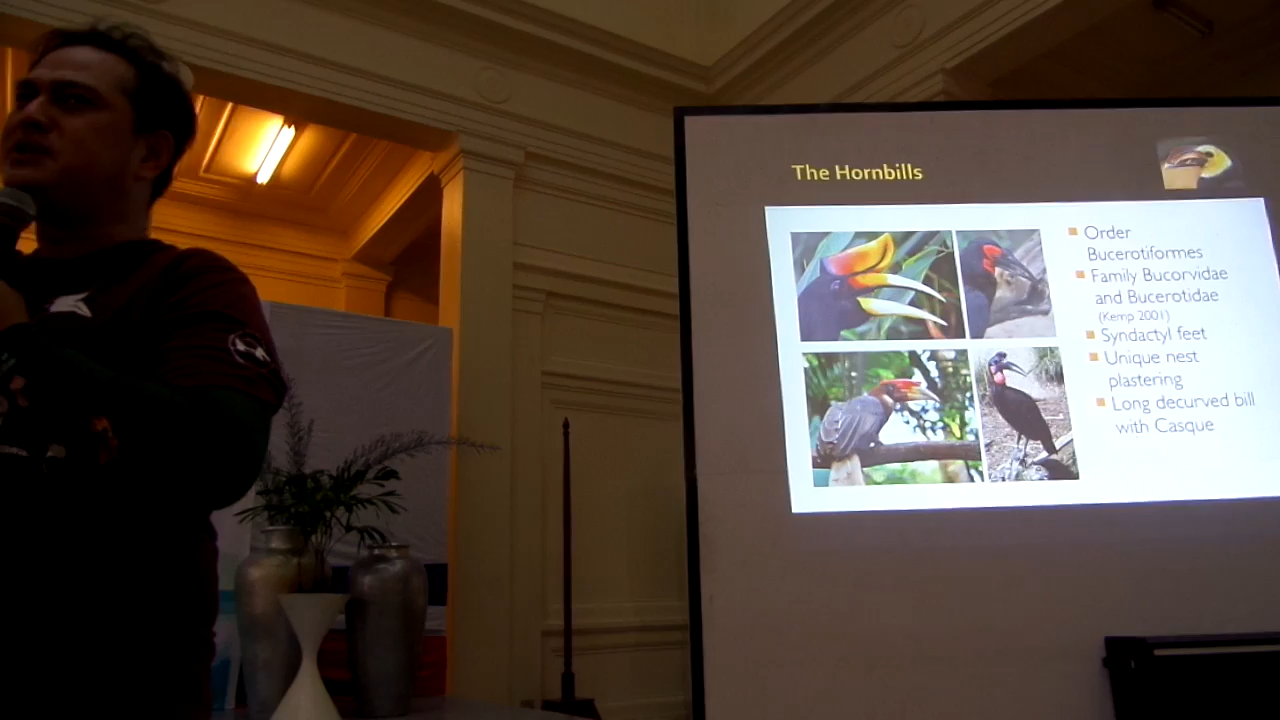 The Hornbills
Order
Bucerotiformes
Family Bucorvidae
and Bucerotidae
(Kemp 2001)
Syndactyl feet
Unique nest
plastering
Long decurved bill
with Casque